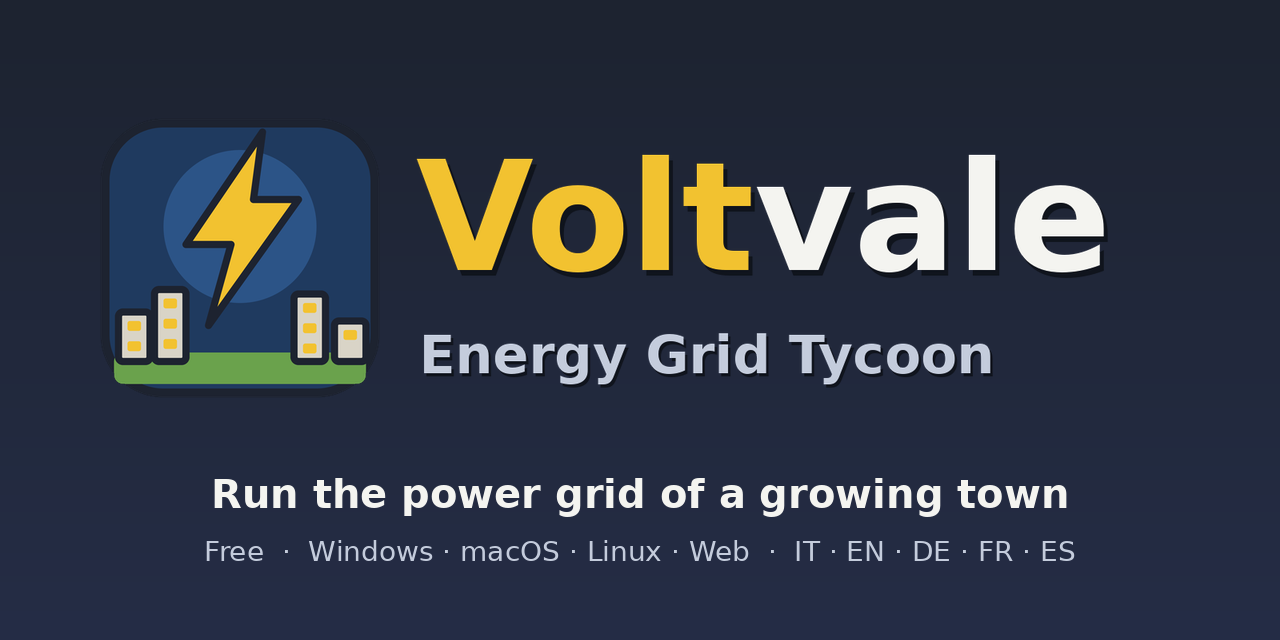 Voltvale
Energy Grid Tycoon
Run the power grid of a growing town
Free · Windows · macOS · Linux · Web · IT · EN · DE · FR · ES